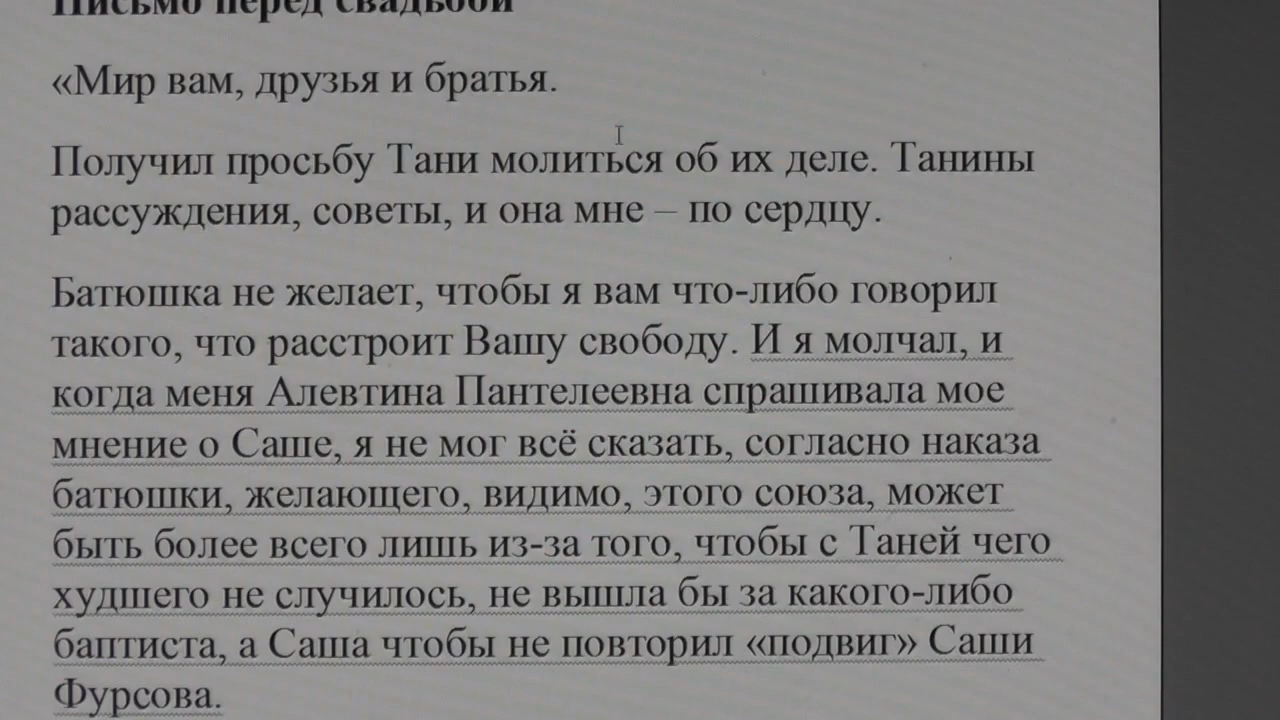 Письмо перед свадьбой
«Мир вам, друзья и братья.
Получил просьбу Тани молиться об их деле. Танины
рассуждения, советы, и она мне – по сердцу.
Батюшка не желает, чтобы я вам что-либо говорил
такого, что расстроит Вашу свободу. И я молчал, и
когда меня Алевтина Пантелеевна спрашивала мое
мнение о Саше, я не мог всё сказать, согласно наказа
батюшки, желающего, видимо, этого союза, может
быть более всего лишь из-за того, чтобы с Таней чего
худшего не случилось, не вышла бы за какого-либо
баптиста, а Саша чтобы не повторил «подвиг» Саши
Фурсова.